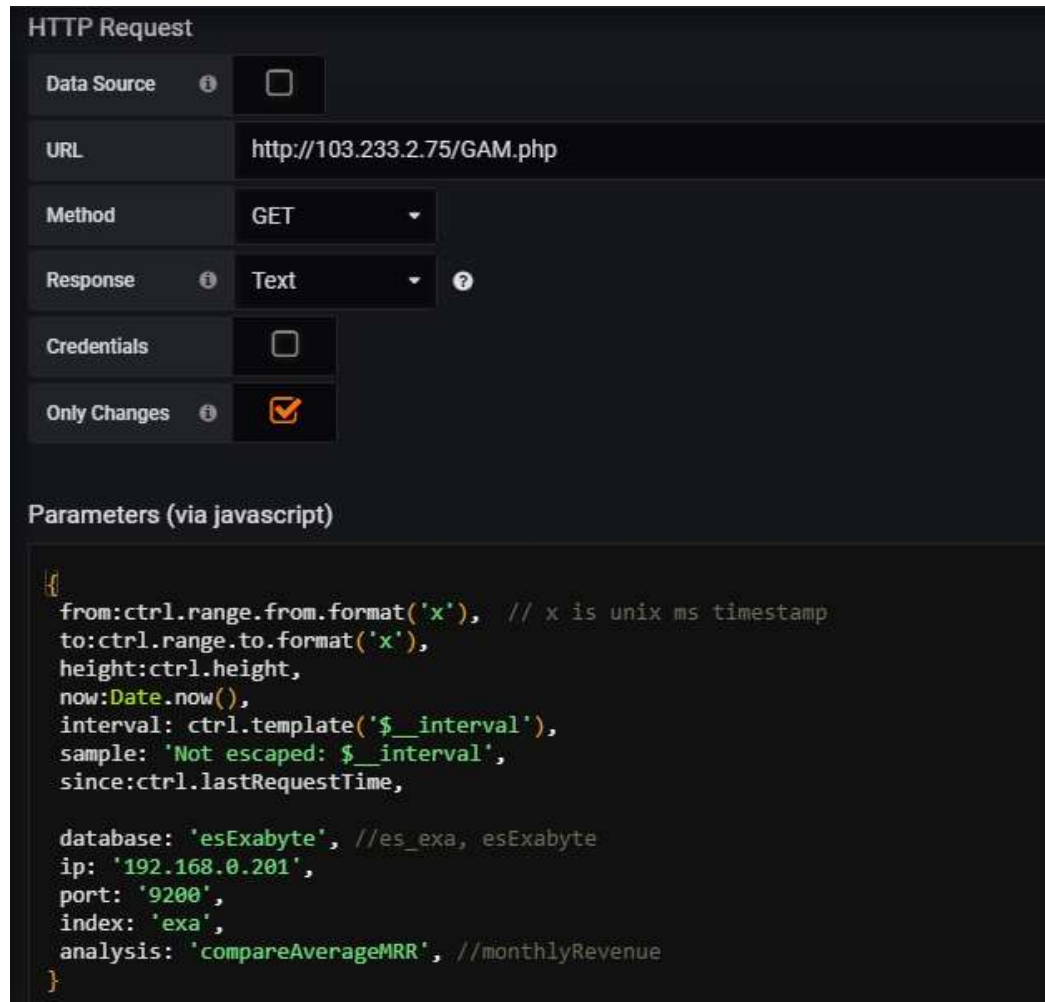 HTTP Request
Data Source
URL http://103.233.2.75/GAM.php
Method GET
Response Text
Credentials
Only Changes
Parameters (via javascript)
{
from:ctrl.range.from.format('x'), // x is unix ms timestamp
to:ctrl.range.to.format('x'),
height:ctrl.height,
now:Date.now(),
interval: ctrl.template('$__interval'),
sample: 'Not escaped: $__interval',
since:ctrl.lastRequestTime,
database: 'esExabyte', //es_exa, esExabyte
ip: '192.168.0.201',
port: '9200',
index: 'exa',
analysis: 'compareAverageMRR', //monthlyRevenue
}